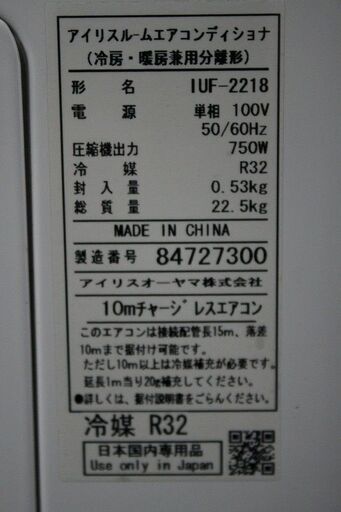 アイリスルームエアコンディショナ
(冷房・暖房兼用分離形)
形 名 IUF-2218
電 源 単相 100V
50/60Hz
圧縮機出力 750W
冷 媒 R32
封 入 量 0.53kg
総 質 量 22.5kg
MADE IN CHINA
製造番号 84727300
アイリスオーヤマ株式会社
10mチャージレスエアコン
このエアコンは接続配管長15m、落差
10mまで据付け可能です。
ただし10m以上は冷媒補充が必要です。
延長1m当り20g補充してください。
●詳しくは、据付説明書をごらんください。
冷媒 R32
日本国内専用品
Use only in Japan